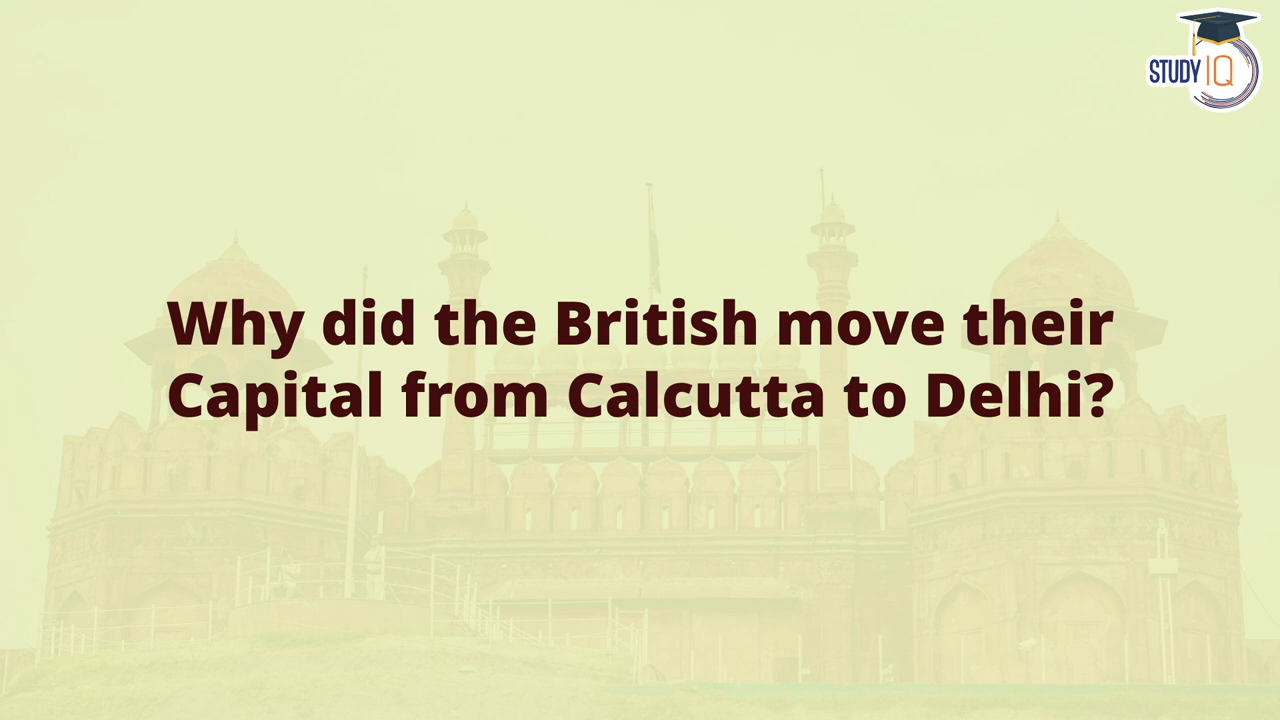 STUDY IQ
Why did the British move their
Capital from Calcutta to Delhi?